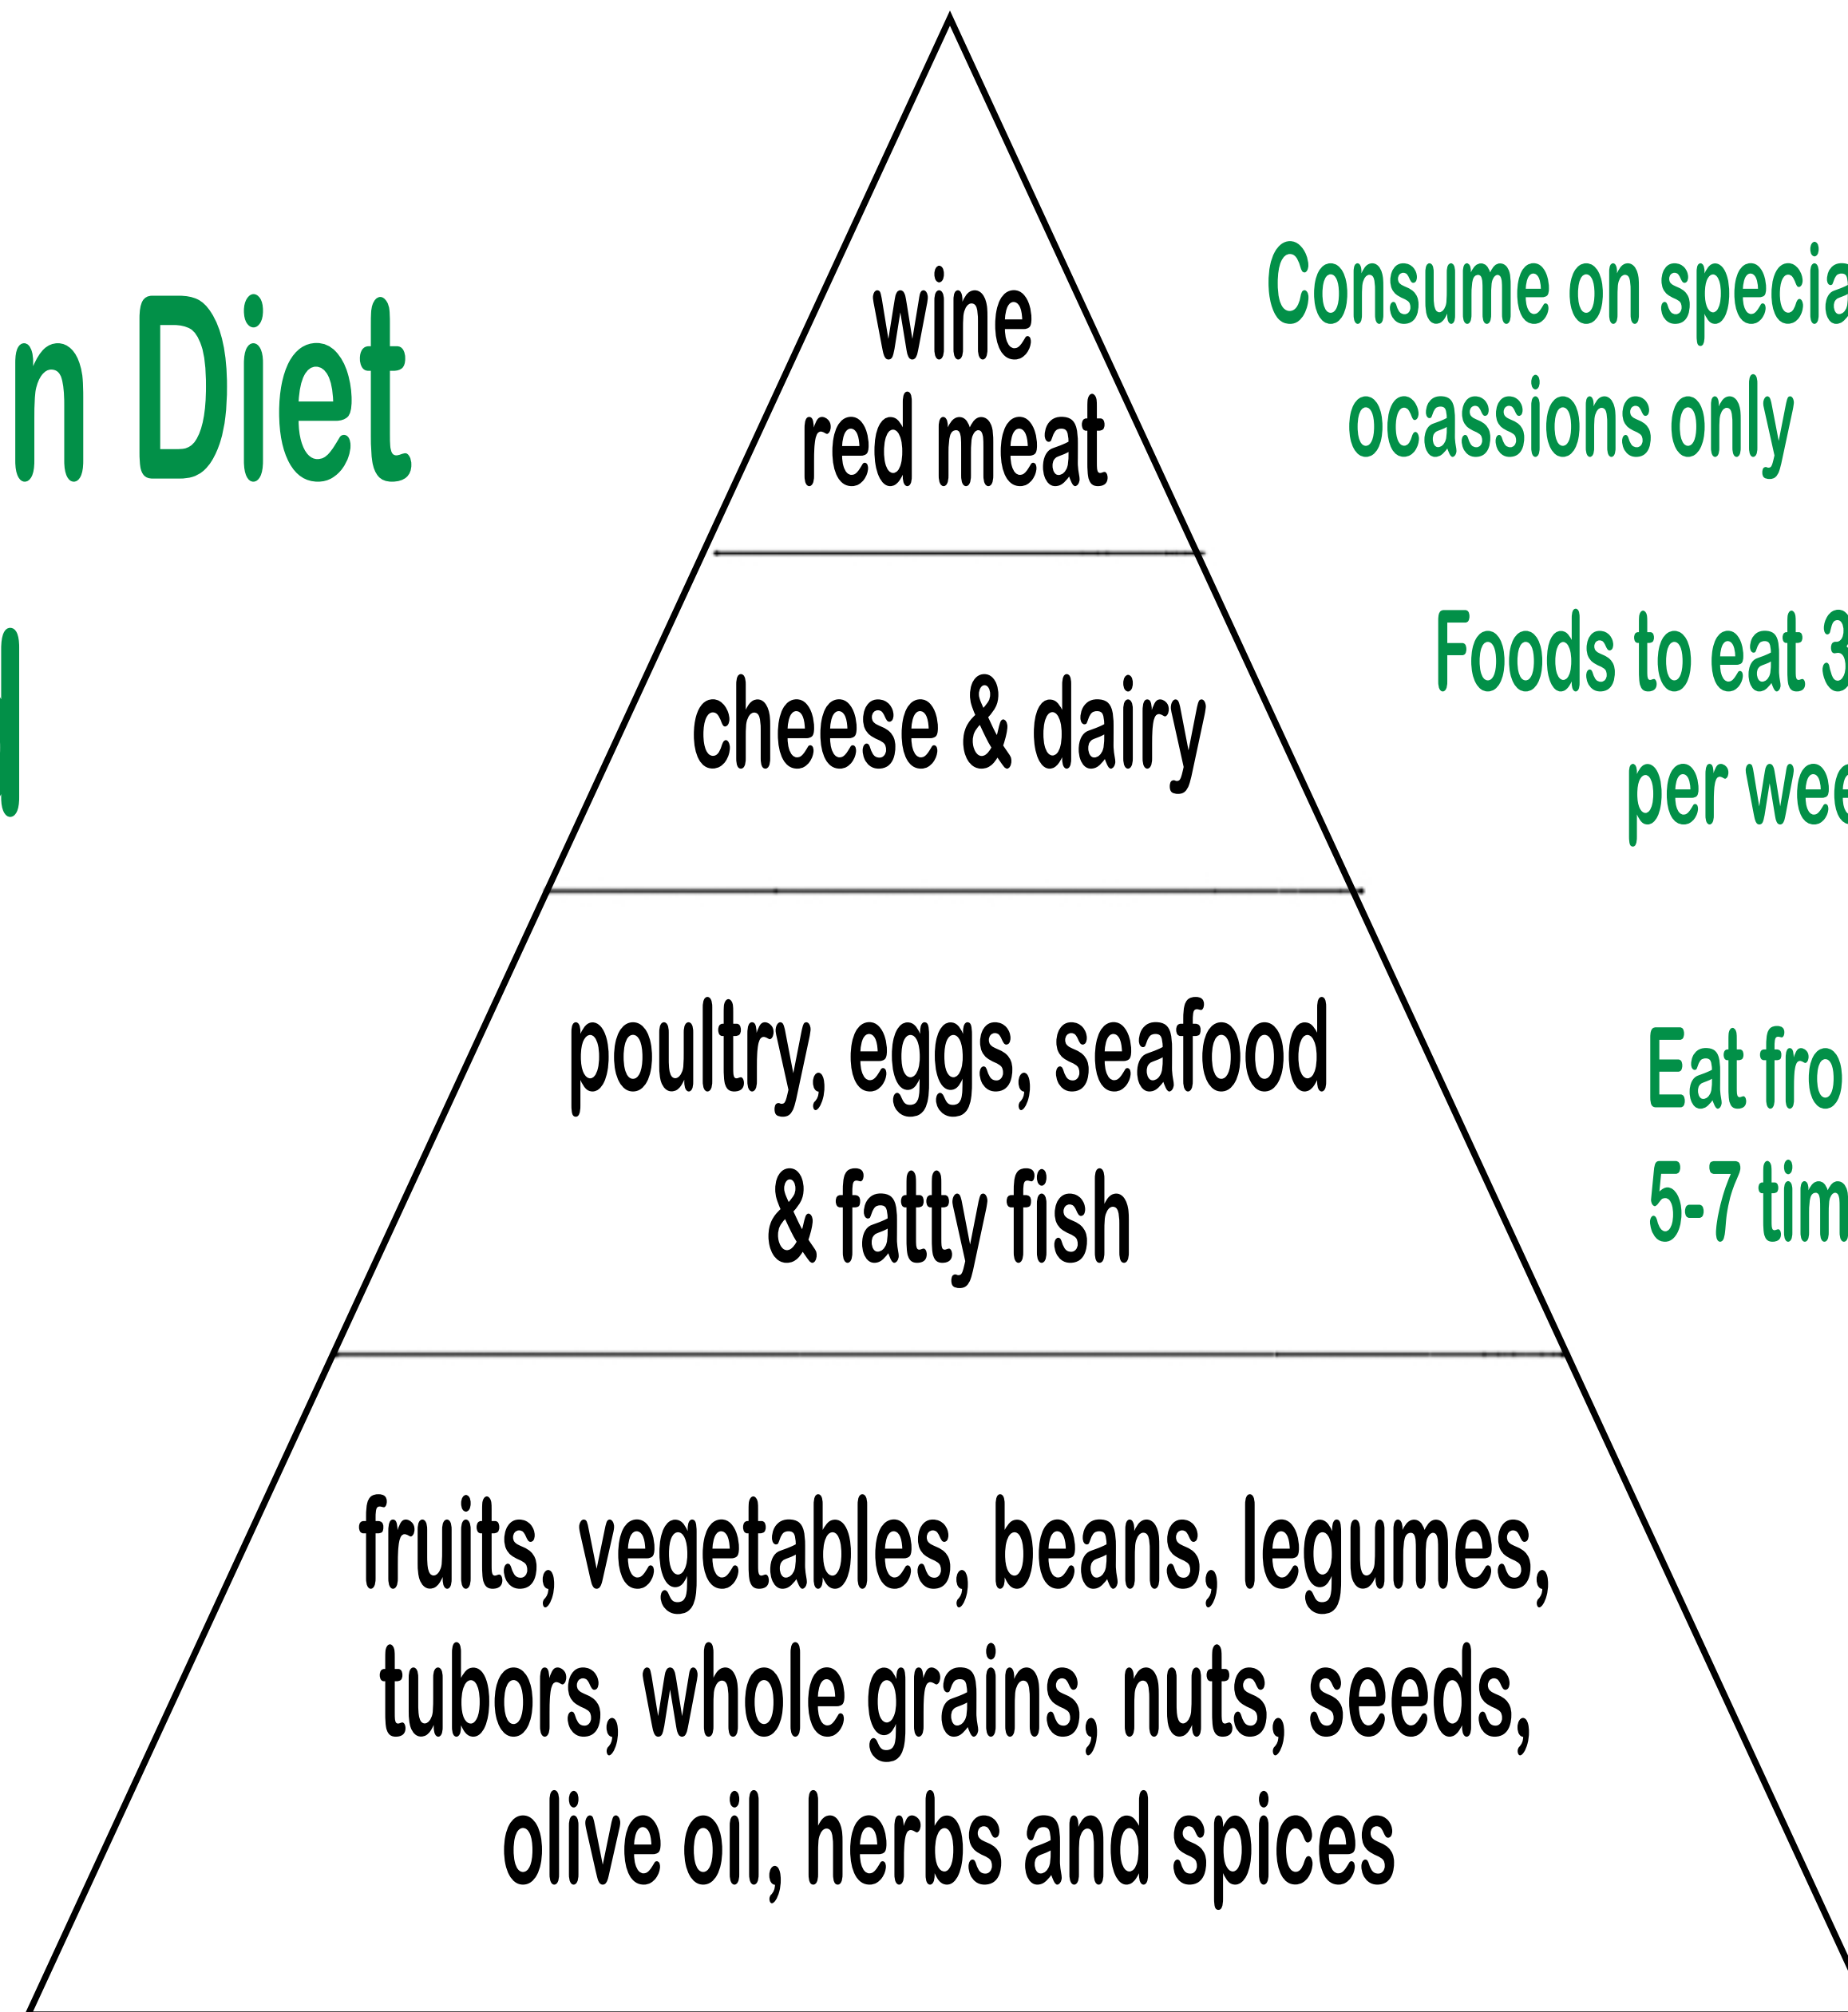 n Diet
wine
red meat
Consume on specia
ocassions only
cheese & dairy
Foods to eat 3
per wee
poultry, eggs, seafood
& fatty fish
Eat fro
5-7 tim
fruits, vegetables, beans, legumes,
tubors, whole grains, nuts, seeds,
olive oil, herbs and spices